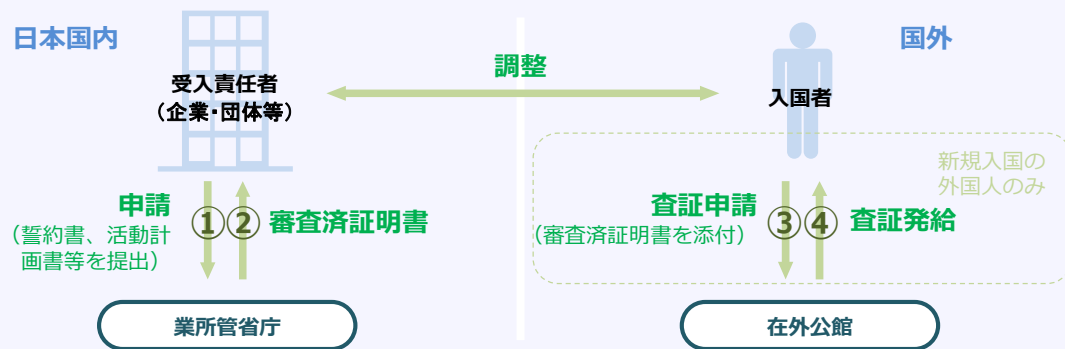 日本国内
国外
調整
受入責任者
（企業・団体等）
入国者
新規入国の
外国人のみ
申請
（誓約書、活動計
画書等を提出）
①②
審査済証明書
査証申請
（審査済証明書を添付）
③④
査証発給
業所管省庁
在外公館